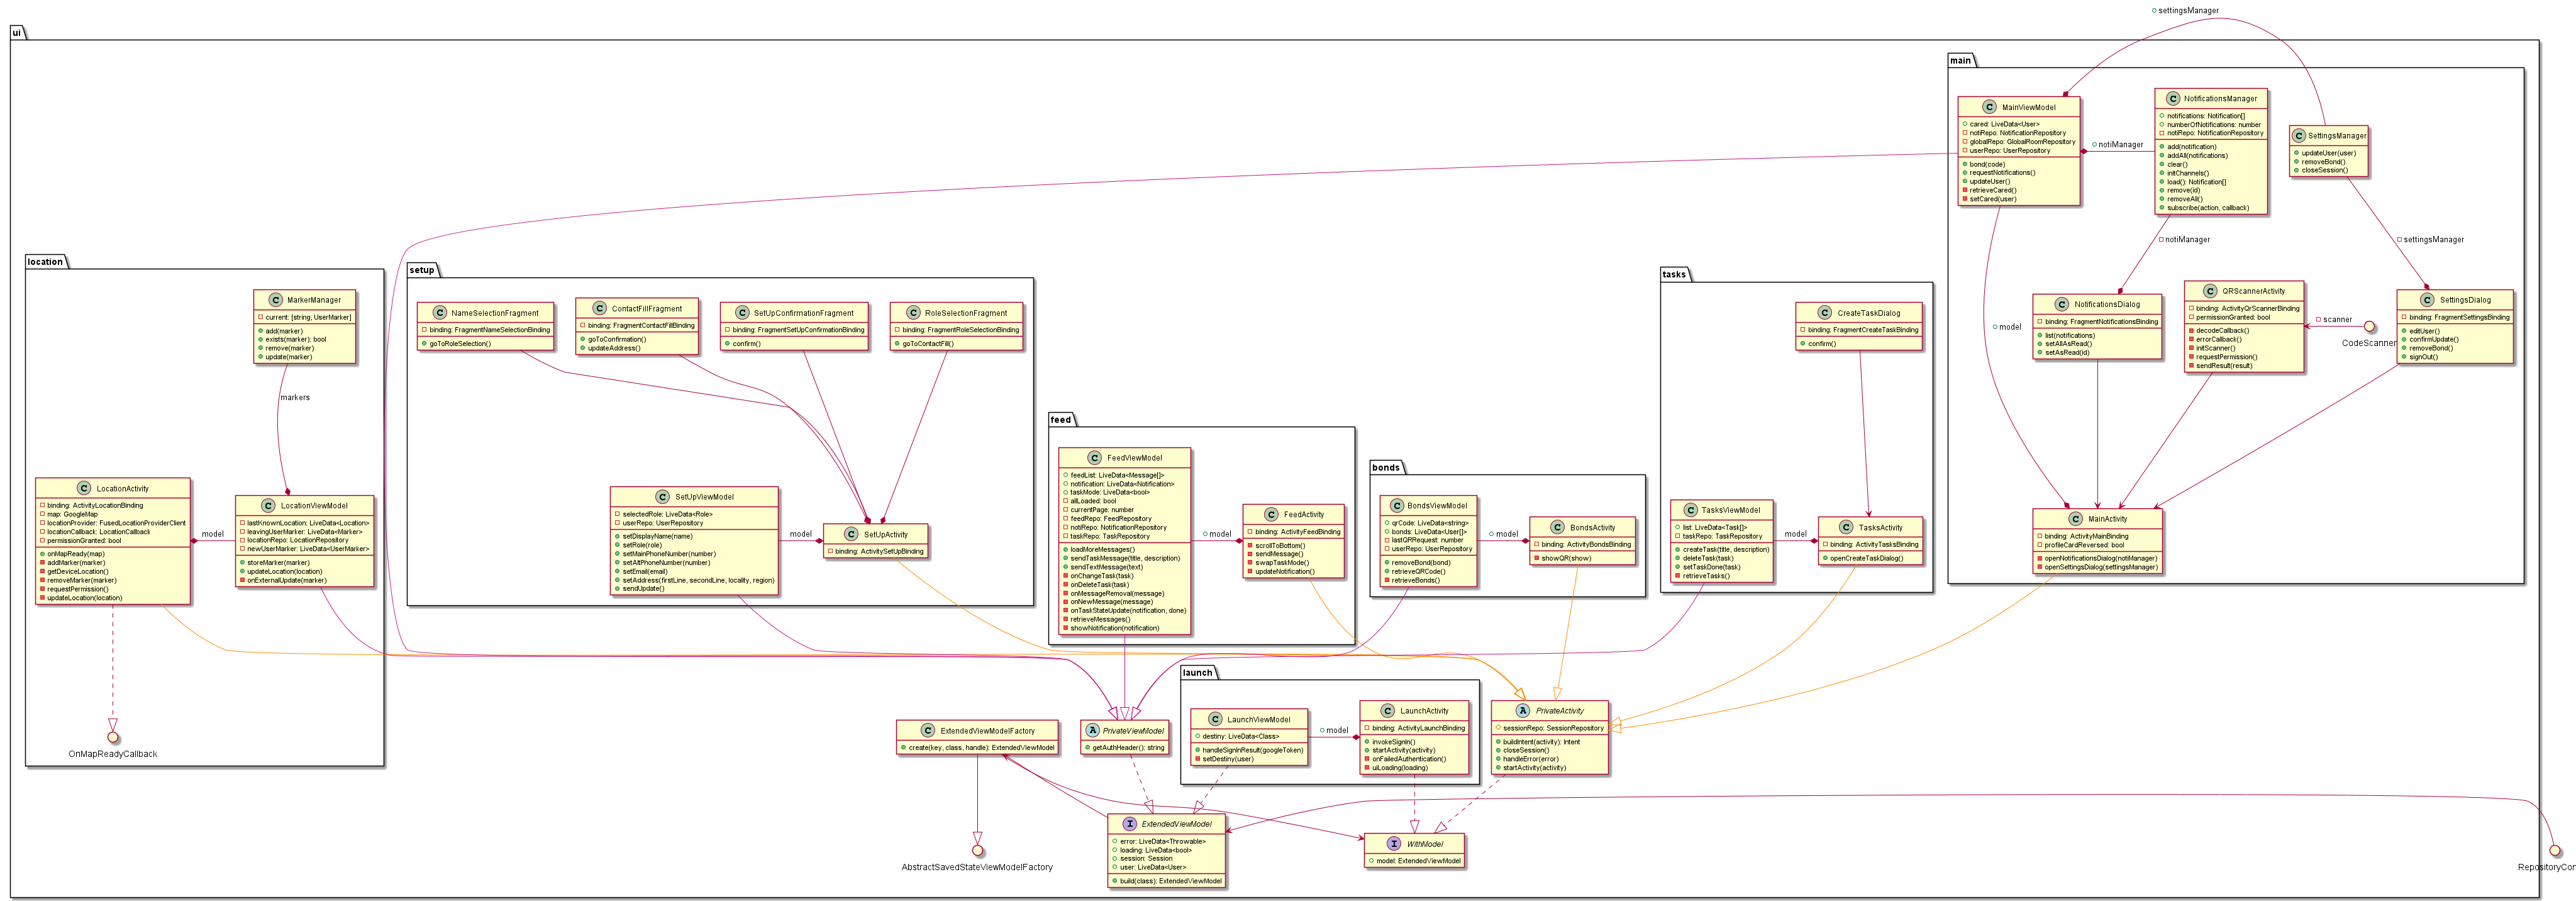 settingsManager
ui
main
C MainViewModel
cared: LiveData<User>
notiRepo: NotificationRepository
globalRepo: GlobalRoomRepository
userRepo: UserRepository
bond(code)
requestNotifications()
updateUser()
retrieveCared()
setCared(user)
notiManager
C NotificationsManager
notifications: Notification[]
numberOfNotifications: number
notiRepo: NotificationRepository
add(notification)
addAll(notifications)
clear()
initChannels()
load(): Notification[]
remove(id)
removeAll()
subscribe(action, callback)
C SettingsManager
updateUser(user)
removeBond()
closeSession()
notiManager
settingsManager
model
C NotificationsDialog
binding: FragmentNotificationsBinding
list(notifications)
setAllAsRead()
setAsRead(id)
C QRScannerActivity
binding: ActivityQrScannerBinding
permissionGranted: bool
decodeCallback()
errorCallback()
initScanner()
requestPermission()
sendResult(result)
scanner
CodeScanner
C SettingsDialog
binding: FragmentSettingsBinding
editUser()
confirmUpdate()
removeBond()
signOut()
C MainActivity
binding: ActivityMainBinding
profileCardReversed: bool
openNotificationsDialog(notiManager)
openSettingsDialog(settingsManager)
location
C MarkerManager
current: [string, UserMarker]
add(marker)
exists(marker): bool
remove(marker)
update(marker)
markers
C LocationActivity
binding: ActivityLocationBinding
map: GoogleMap
locationProvider: FusedLocationProviderClient
locationCallback: LocationCallback
permissionGranted: bool
onMapReady(map)
addMarker(marker)
getDeviceLocation()
removeMarker(marker)
requestPermission()
updateLocation(location)
model
C LocationViewModel
lastKnownLocation: LiveData<Location>
leavingUserMarker: LiveData<Marker>
locationRepo: LocationRepository
newUserMarker: LiveData<UserMarker>
storeMarker(marker)
updateLocation(location)
onExternalUpdate(marker)
OnMapReadyCallback
setup
C NameSelectionFragment
binding: FragmentNameSelectionBinding
goToRoleSelection()
C ContactFillFragment
binding: FragmentContactFillBinding
goToConfirmation()
updateAddress()
C SetUpConfirmationFragment
binding: FragmentSetUpConfirmationBinding
confirm()
C RoleSelectionFragment
binding: FragmentRoleSelectionBinding
goToContactFill()
C SetUpViewModel
selectedRole: LiveData<Role>
userRepo: UserRepository
setDisplayName(name)
setRole(role)
setMainPhoneNumber(number)
setAltPhoneNumber(number)
setEmail(email)
setAddress(firstLine, secondLine, locality, region)
sendUpdate()
model
C SetUpActivity
binding: ActivitySetUpBinding
feed
C FeedViewModel
feedList: LiveData<Message[]>
notification: LiveData<Notification>
taskMode: LiveData<bool>
allLoaded: bool
currentPage: number
feedRepo: FeedRepository
notiRepo: NotificationRepository
taskRepo: TaskRepository
loadMoreMessages()
sendTaskMessage(title, description)
sendTextMessage(text)
onChangeTask(task)
onDeleteTask(task)
onMessageRemoval(message)
onNewMessage(message)
onTaskStateUpdate(notification, done)
retrieveMessages()
showNotification(notification)
model
C FeedActivity
binding: ActivityFeedBinding
scrollToBottom()
sendMessage()
swapTaskMode()
updateNotification()
bonds
C BondsViewModel
qrCode: LiveData<string>
bonds: LiveData<User[]>
lastQRRequest: number
userRepo: UserRepository
removeBond(bond)
retrieveQRCode()
retrieveBonds()
model
C BondsActivity
binding: ActivityBondsBinding
showQR(show)
tasks
C CreateTaskDialog
binding: FragmentCreateTaskBinding
confirm()
C TasksViewModel
list: LiveData<Task[]>
taskRepo: TaskRepository
createTask(title, description)
deleteTask(task)
setTaskDone(task)
retrieveTasks()
model
C TasksActivity
binding: ActivityTasksBinding
openCreateTaskDialog()
launch
C LaunchViewModel
destiny: LiveData<Class>
handleSignInResult(googleToken)
setDestiny(user)
model
C LaunchActivity
binding: ActivityLaunchBinding
invokeSignIn()
startActivity(activity)
onFailedAuthentication()
uiLoading(loading)
A PrivateActivity
sessionRepo: SessionRepository
buildIntent(activity): Intent
closeSession()
handleError(error)
startActivity(activity)
C ExtendedViewModelFactory
create(key, class, handle): ExtendedViewModel
A PrivateViewModel
getAuthHeader(): string
AbstractSavedStateViewModelFactory
I ExtendedViewModel
error: LiveData<Throwable>
loading: LiveData<bool>
session: Session
user: LiveData<User>
build(class): ExtendedViewModel
I WithModel
model: ExtendedViewModel
RepositoryCon